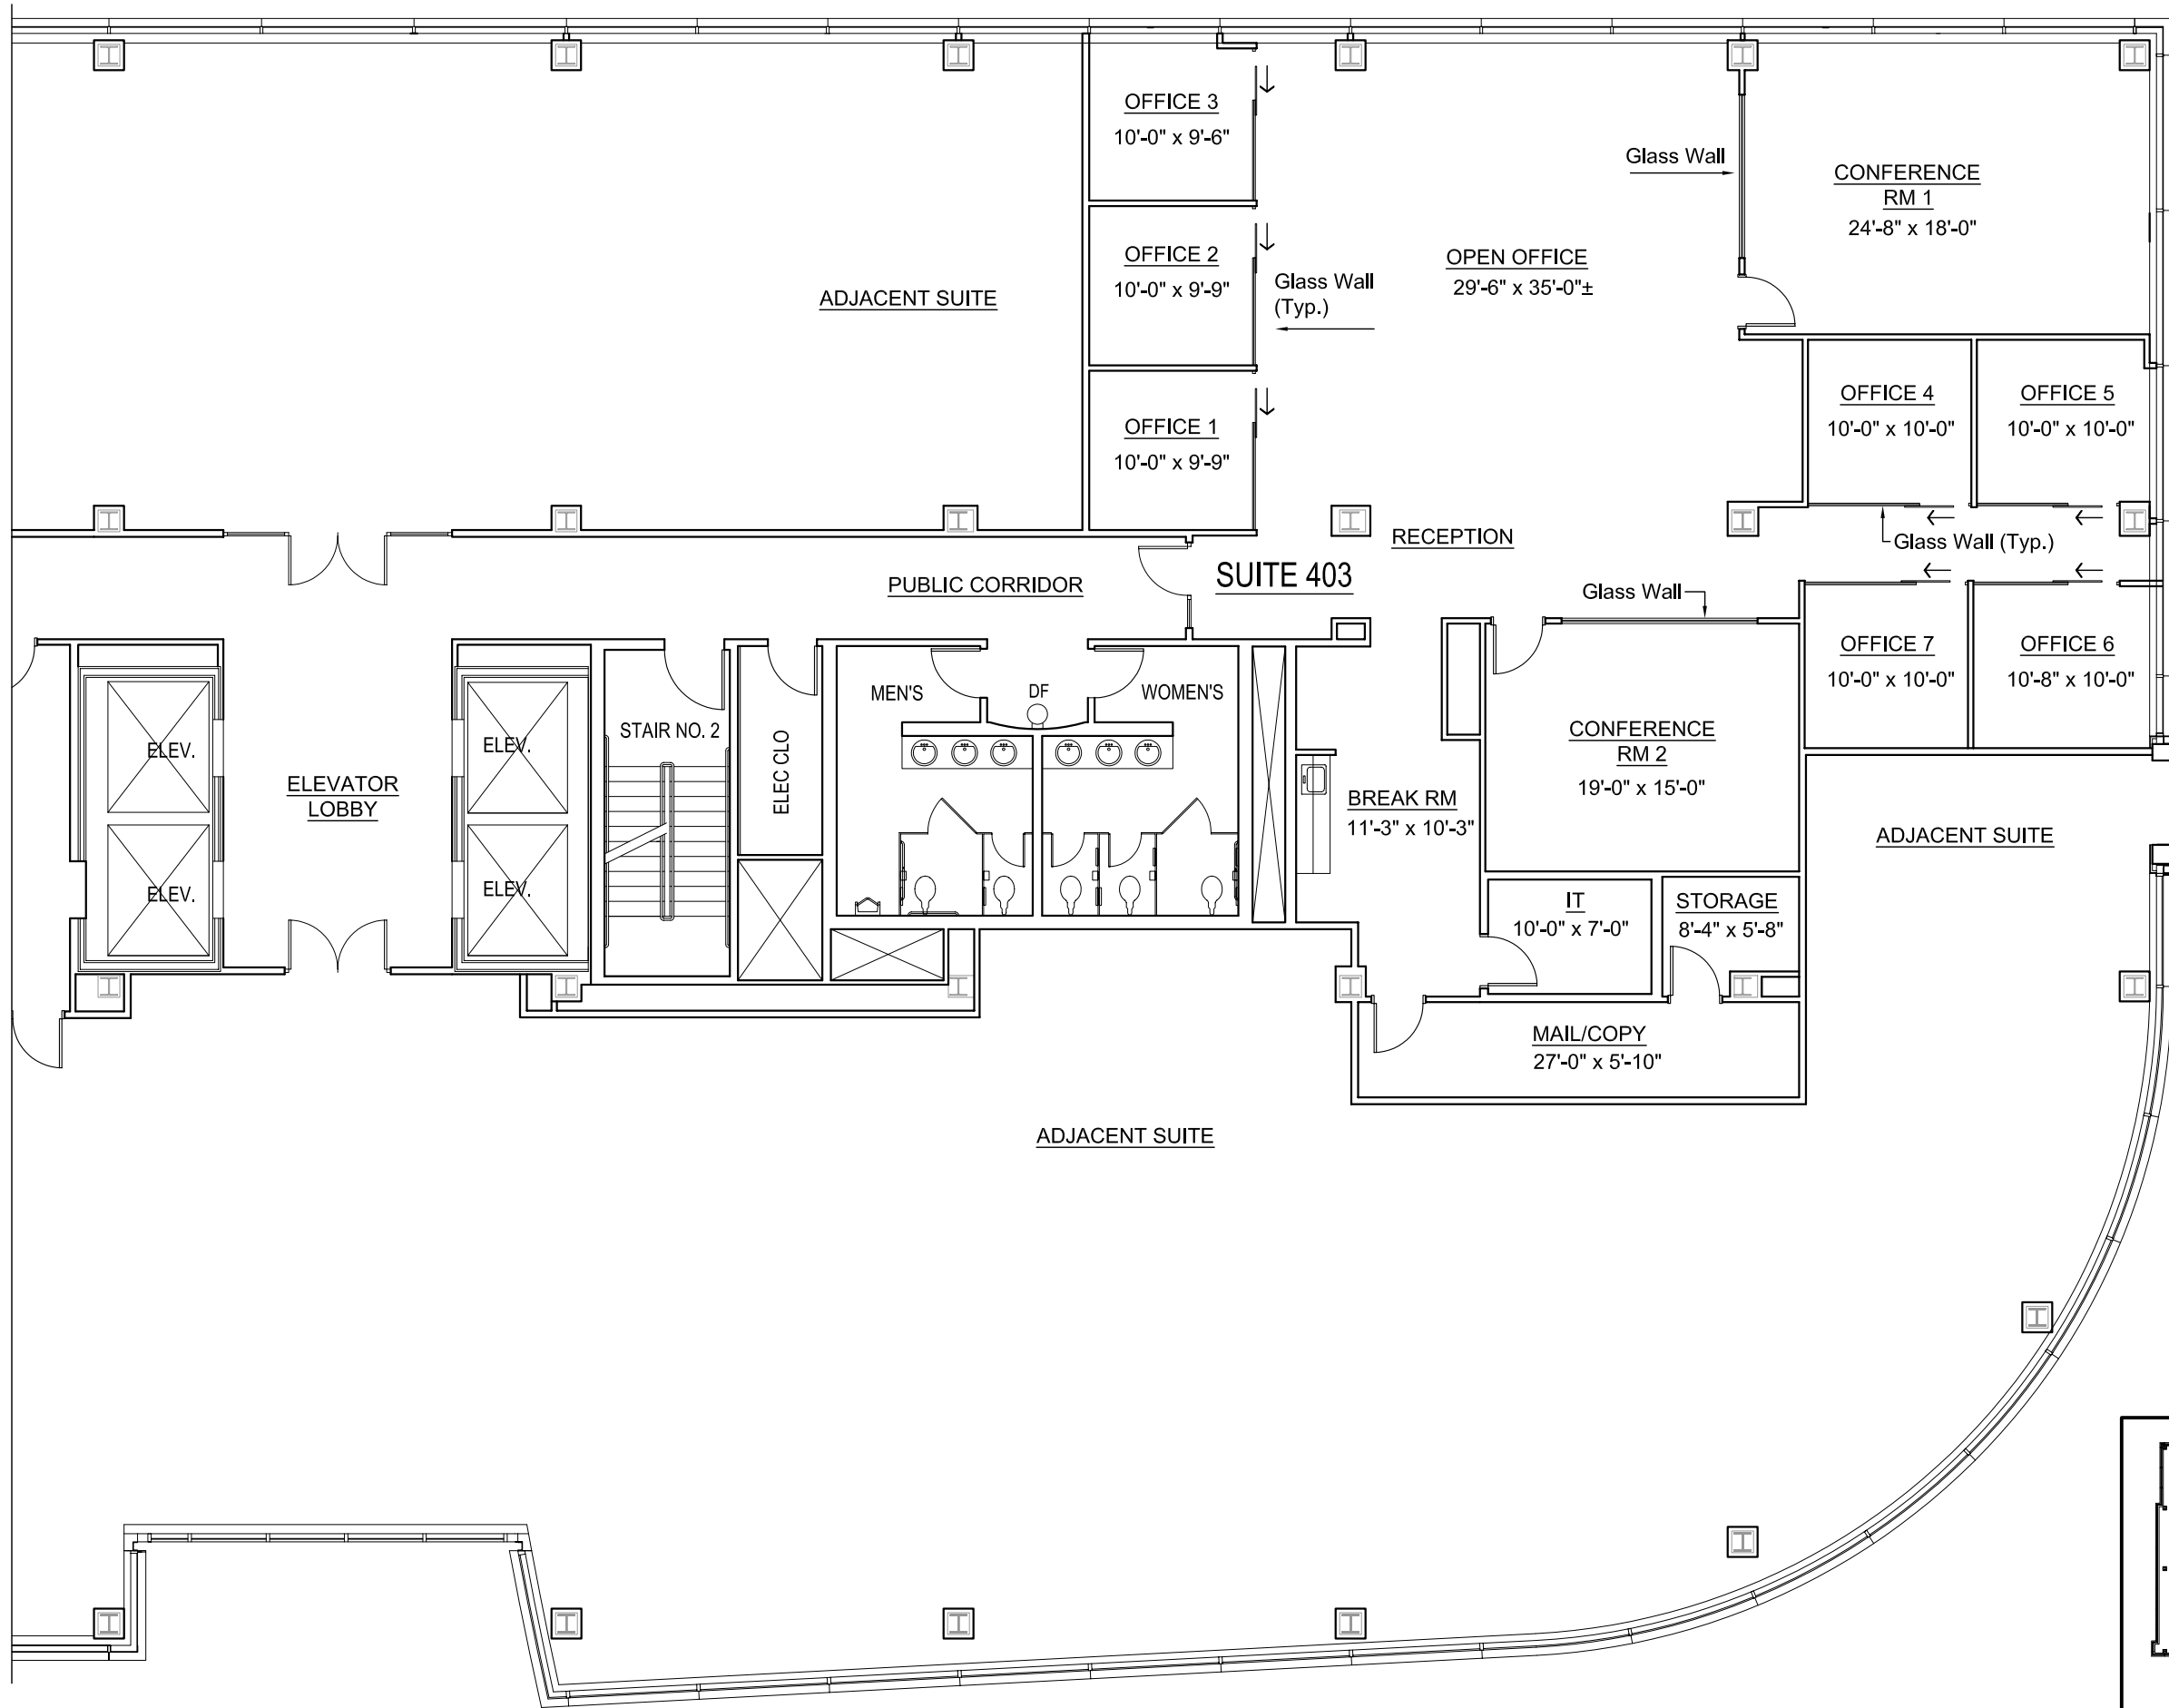 OFFICE 3
10'-0" x 9'-6"
Glass Wall
CONFERENCE
RM 1
24'-8" x 18'-0"
OFFICE 2
10'-0" x 9'-9"
Glass Wall
(Typ.)
OPEN OFFICE
29'-6" x 35'-0"±
ADJACENT SUITE
OFFICE 1
10'-0" x 9'-9"
OFFICE 4
10'-0" x 10'-0"
OFFICE 5
10'-0" x 10'-0"
RECEPTION
Glass Wall (Typ.)
PUBLIC CORRIDOR
SUITE 403
Glass Wall
OFFICE 7
10'-0" x 10'-0"
OFFICE 6
10'-8" x 10'-0"
MEN'S
DF
WOMEN'S
STAIR NO. 2
ELEC CLO
ELEV.
ELEV.
ELEVATOR
LOBBY
CONFERENCE
RM 2
19'-0" x 15'-0"
BREAK RM
11'-3" x 10'-3"
ADJACENT SUITE
ELEV.
ELEV.
IT
10'-0" x 7'-0"
STORAGE
8'-4" x 5'-8"
MAIL/COPY
27'-0" x 5'-10"
ADJACENT SUITE